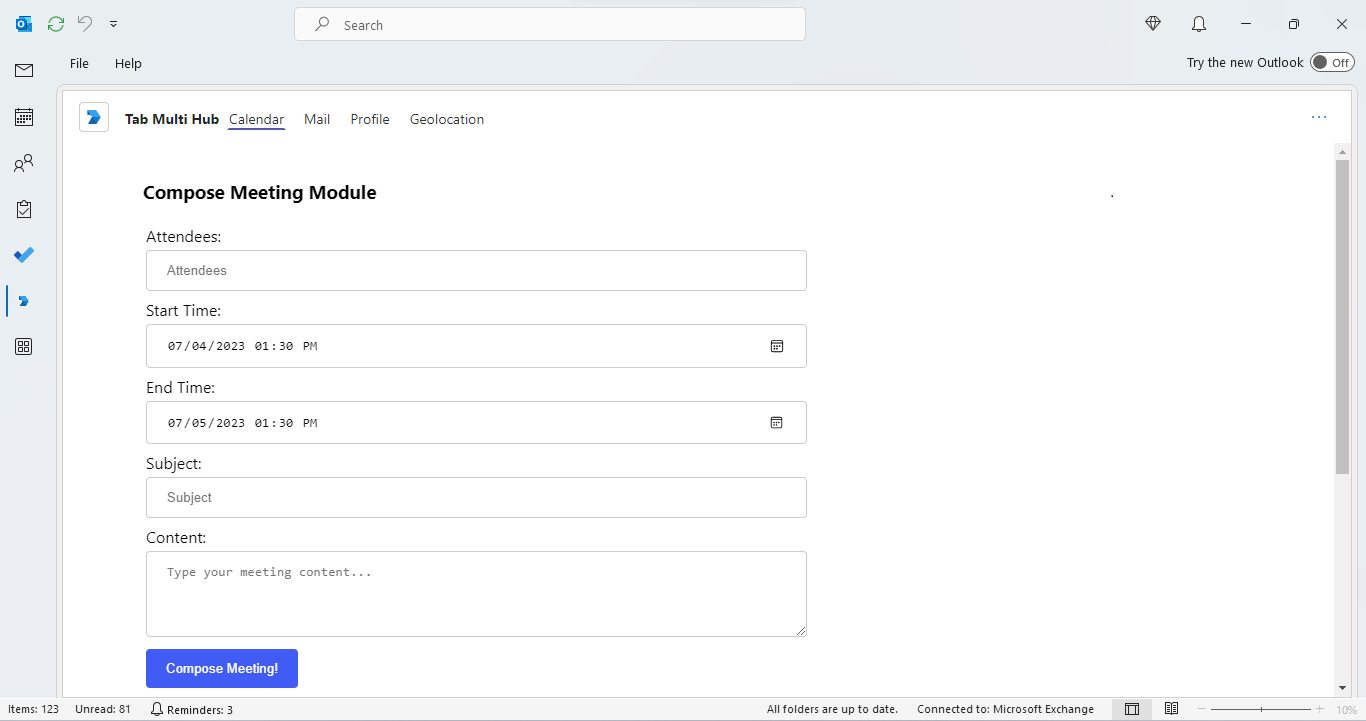 Search
File Help
Try the new Outlook Off
Tab Multi Hub Calendar Mail Profile Geolocation ...
Compose Meeting Module
.
Attendees:
Attendees
Start Time:
07/04/2023 01:30 PM
End Time:
07/05/2023 01:30 PM
Subject:
Subject
Content:
Type your meeting content...
Compose Meeting!
Items: 123 Unread: 81 Reminders: 3 All folders are up to date. Connected to: Microsoft Exchange 10%